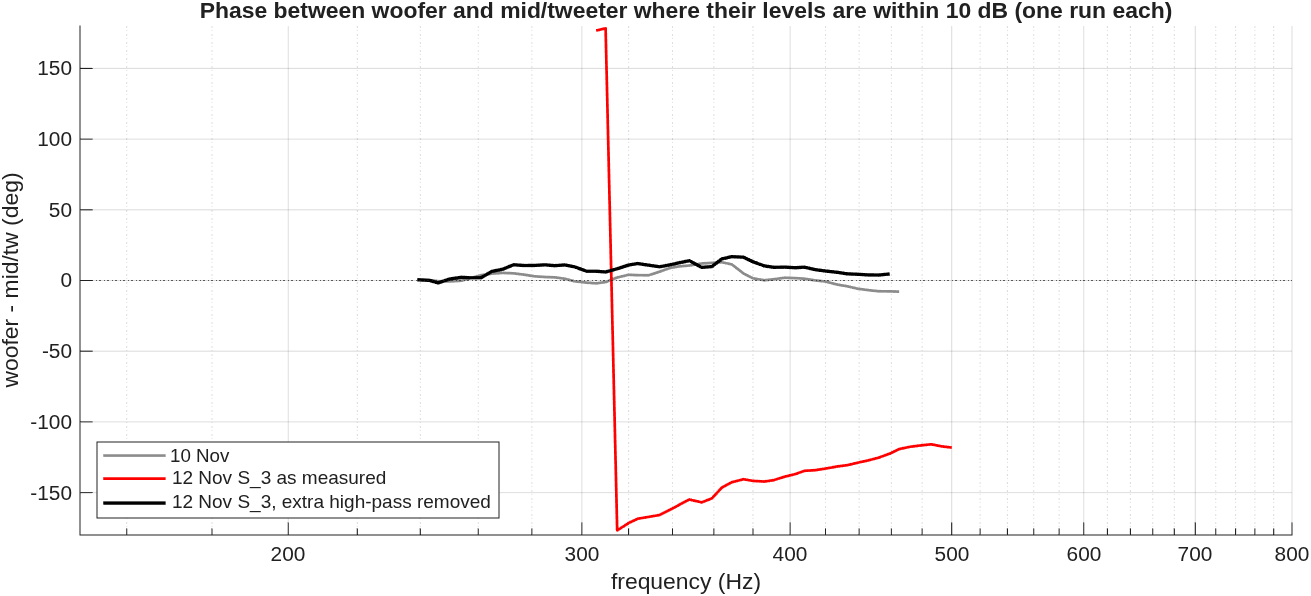 Phase between woofer and mid/tweeter where their levels are within 10 dB (one run each)
woofer - mid/tw (deg)
150
100
50
0
-50
-100
-150
10 Nov
12 Nov S_3 as measured
12 Nov S_3, extra high-pass removed
200 300 400 500 600 700 800
frequency (Hz)